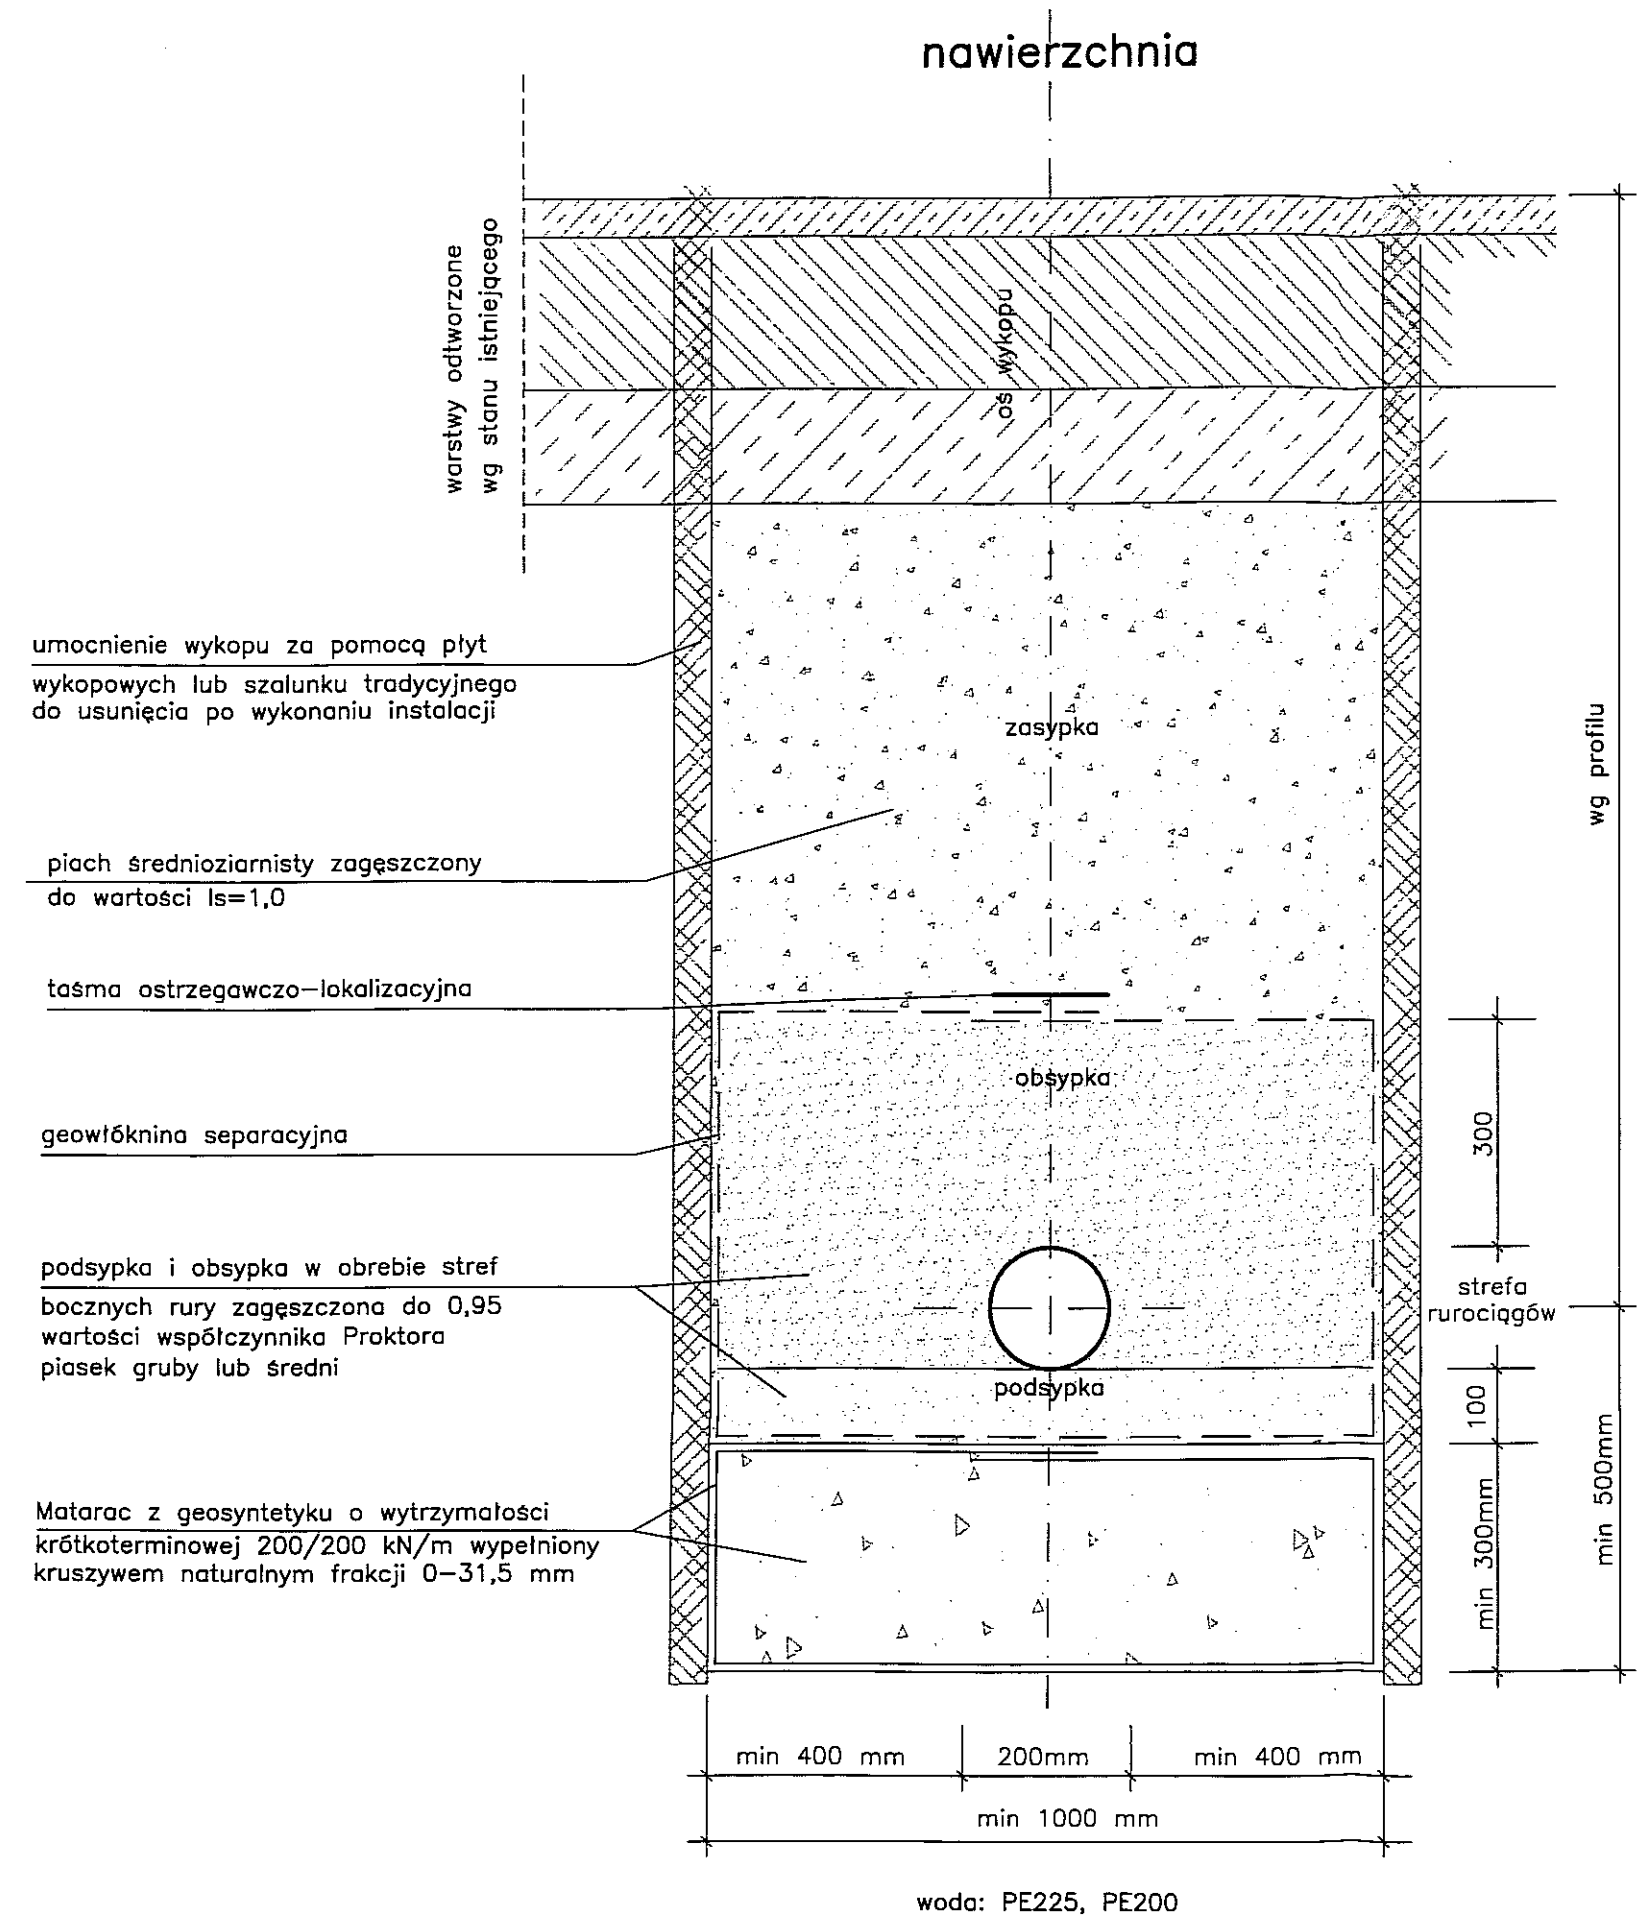 nawierzchnia
warstwy odtworzone
wg stanu istniejącego
oś wykopu
umocnienie wykopu za pomocą płyt
wykopowych lub szalunku tradycyjnego
do usunięcia po wykonaniu instalacji
zasypka
wg profilu
piach średnioziarnisty zagęszczony
do wartości Is=1,0
taśma ostrzegawczo-lokalizacyjna
obsypka
300
geowłóknina separacyjna
podsypka i obsypka w obrebie stref
bocznych rury zagęszczona do 0,95
wartości współczynnika Proktora
piasek gruby lub średni
strefa
rurociągów
podsypka
100
min 500mm
min 300mm
Matarac z geosyntetyku o wytrzymałości
krótkoterminowej 200/200 kN/m wypełniony
kruszywem naturalnym frakcji 0-31,5 mm
min 400 mm
200mm
min 400 mm
min 1000 mm
woda: PE225, PE200